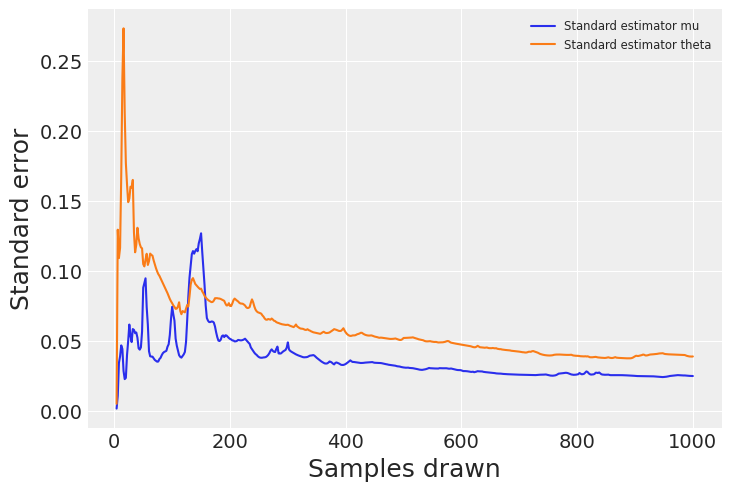 Standard estimator mu
Standard estimator theta
0.25
0.20
0.15
0.10
0.05
0.00
Standard error
0 200 400 600 800 1000
Samples drawn